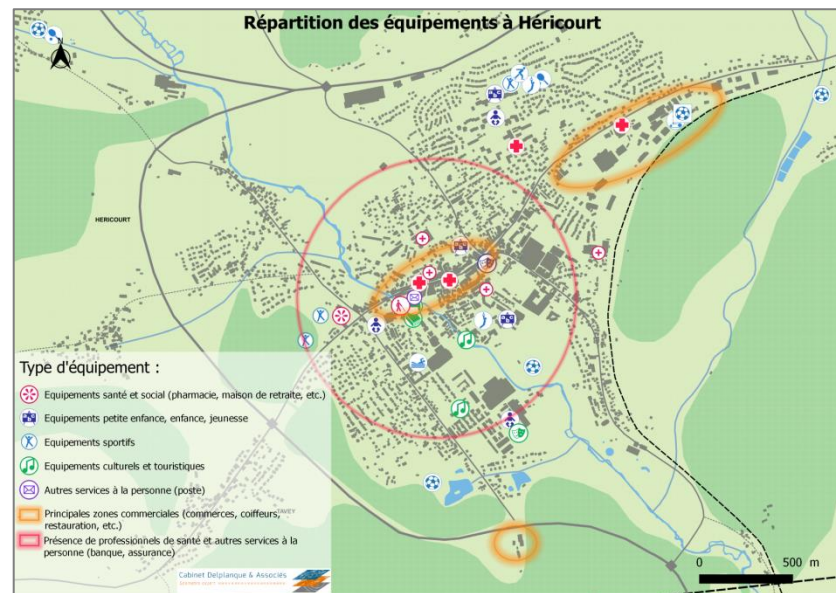 Répartition des équipements à Héricourt
HERICOURT
Type d'équipement :
Equipements santé et social (pharmacie, maison de retraite, etc.)
Equipements petite enfance, enfance, jeunesse
Equipements sportifs
Equipements culturels et touristiques
Autres services à la personne (poste)
TAVEY
Principales zones commerciales (commerces, coiffeurs,
restauration, etc.)
Présence de professionnels de santé et autres services à la
personne (banque, assurance)
Cabinet Delplanque & Associés
0 500 m